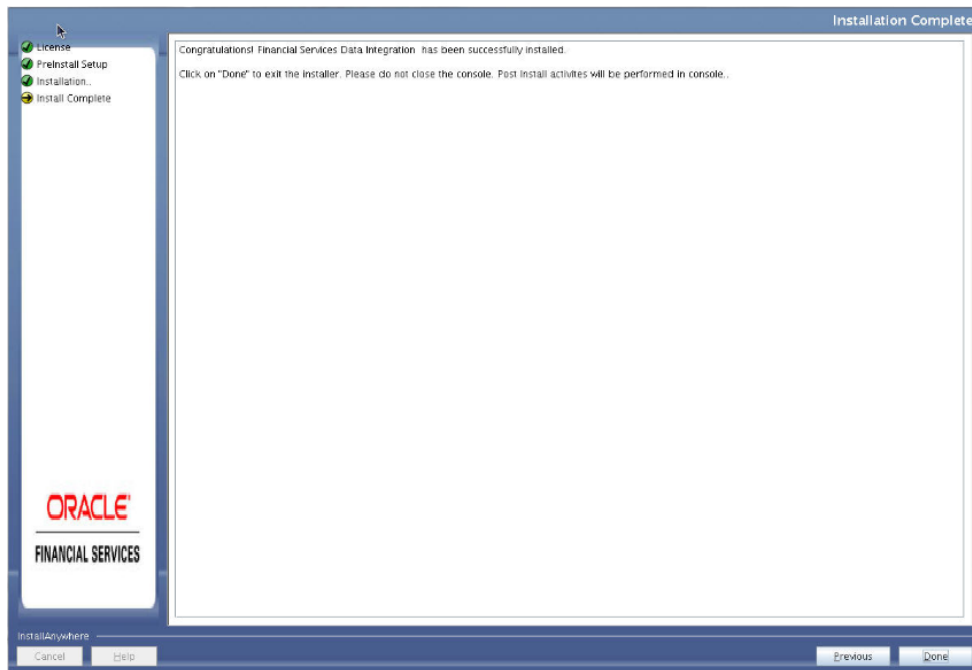 Installation Complete
License
PreInstall Setup
Installation..
Install Complete
Congratulations! Financial Services Data Integration has been successfully installed.
Click on "Done" to exit the installer. Please do not close the console. Post Install activites will be performed in console..
ORACLE'
FINANCIAL SERVICES
InstallAnywhere
Cancel
Help
Previous
Done